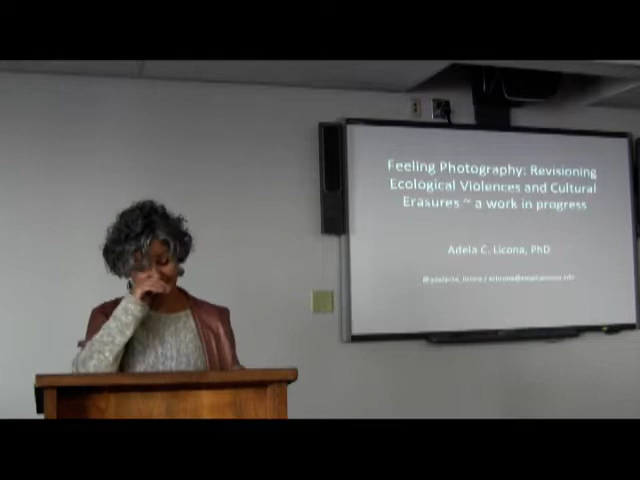 Feeling Photography: Revisioning
Ecological Violences and Cultural
Erasures ~ a work in progress
Adela C. Licona, PhD